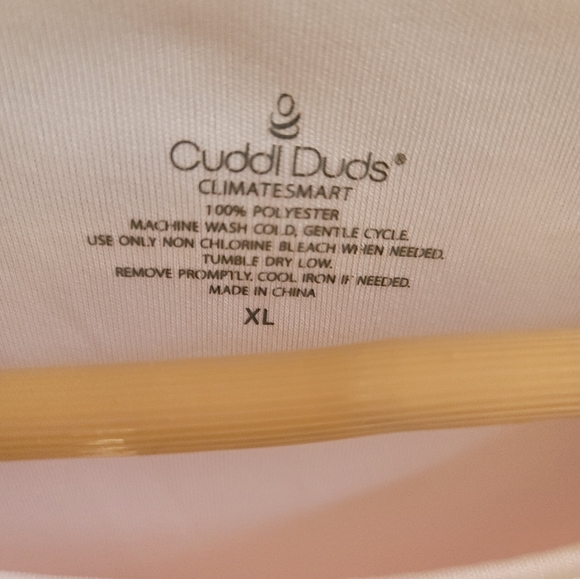 Cuddl Duds®
CLIMATESMART
100% POLYESTER
MACHINE WASH COLD, GENTLE CYCLE.
USE ONLY NON CHLORINE BLEACH WHEN NEEDED.
TUMBLE DRY LOW.
REMOVE PROMPTLY. COOL IRON IF NEEDED.
MADE IN CHINA
XL